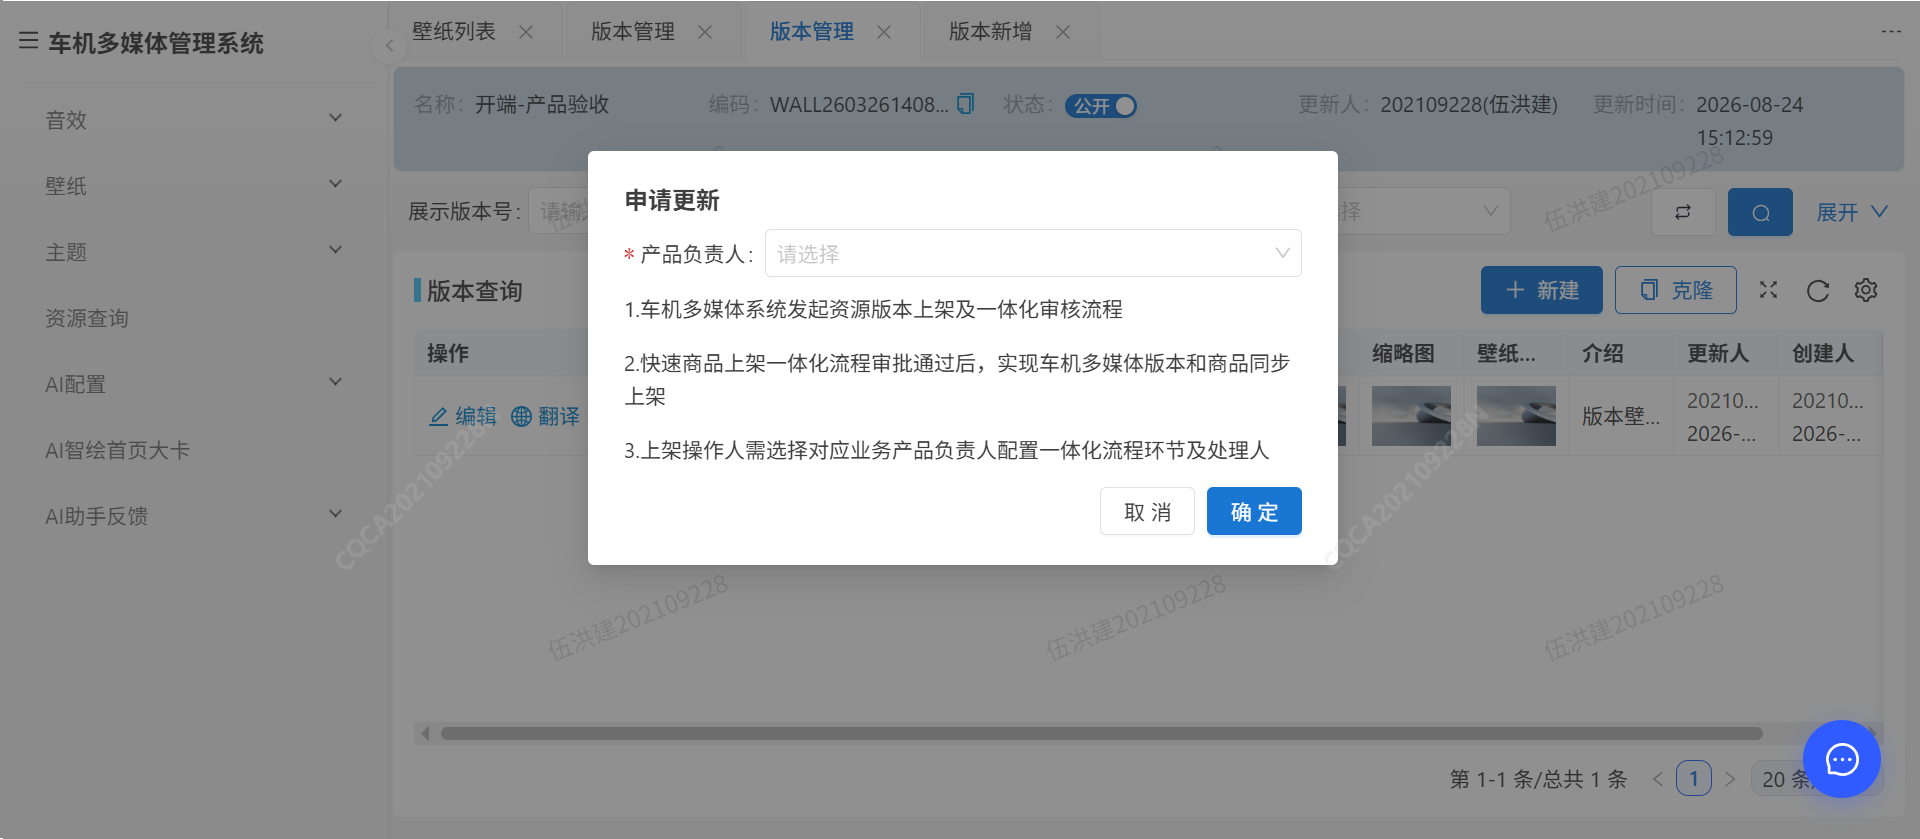 车机多媒体管理系统
壁纸列表
版本管理
版本管理
版本新增
音效
壁纸
主题
资源查询
AI配置
AI智绘首页大卡
AI助手反馈
名称：开端-产品验收
编码：WALL2603261408...
状态：公开
更新人：202109228(伍洪建)
更新时间：2026-08-24
15:12:59
展示版本号：
展开
版本查询
新建
克隆
操作
缩略图
壁纸...
介绍
更新人
创建人
编辑
翻译
版本壁...
20210...
2026-...
20210...
2026-...
申请更新
* 产品负责人：请选择
1.车机多媒体系统发起资源版本上架及一体化审核流程
2.快速商品上架一体化流程审批通过后，实现车机多媒体版本和商品同步
上架
3.上架操作人需选择对应业务产品负责人配置一体化流程环节及处理人
取 消
确 定
第 1-1 条/总共 1 条
1
20 条/
伍洪建202109228
伍洪建202109228
伍洪建202109228
伍洪建202109228
CQCA202109228
CQCA202109228N